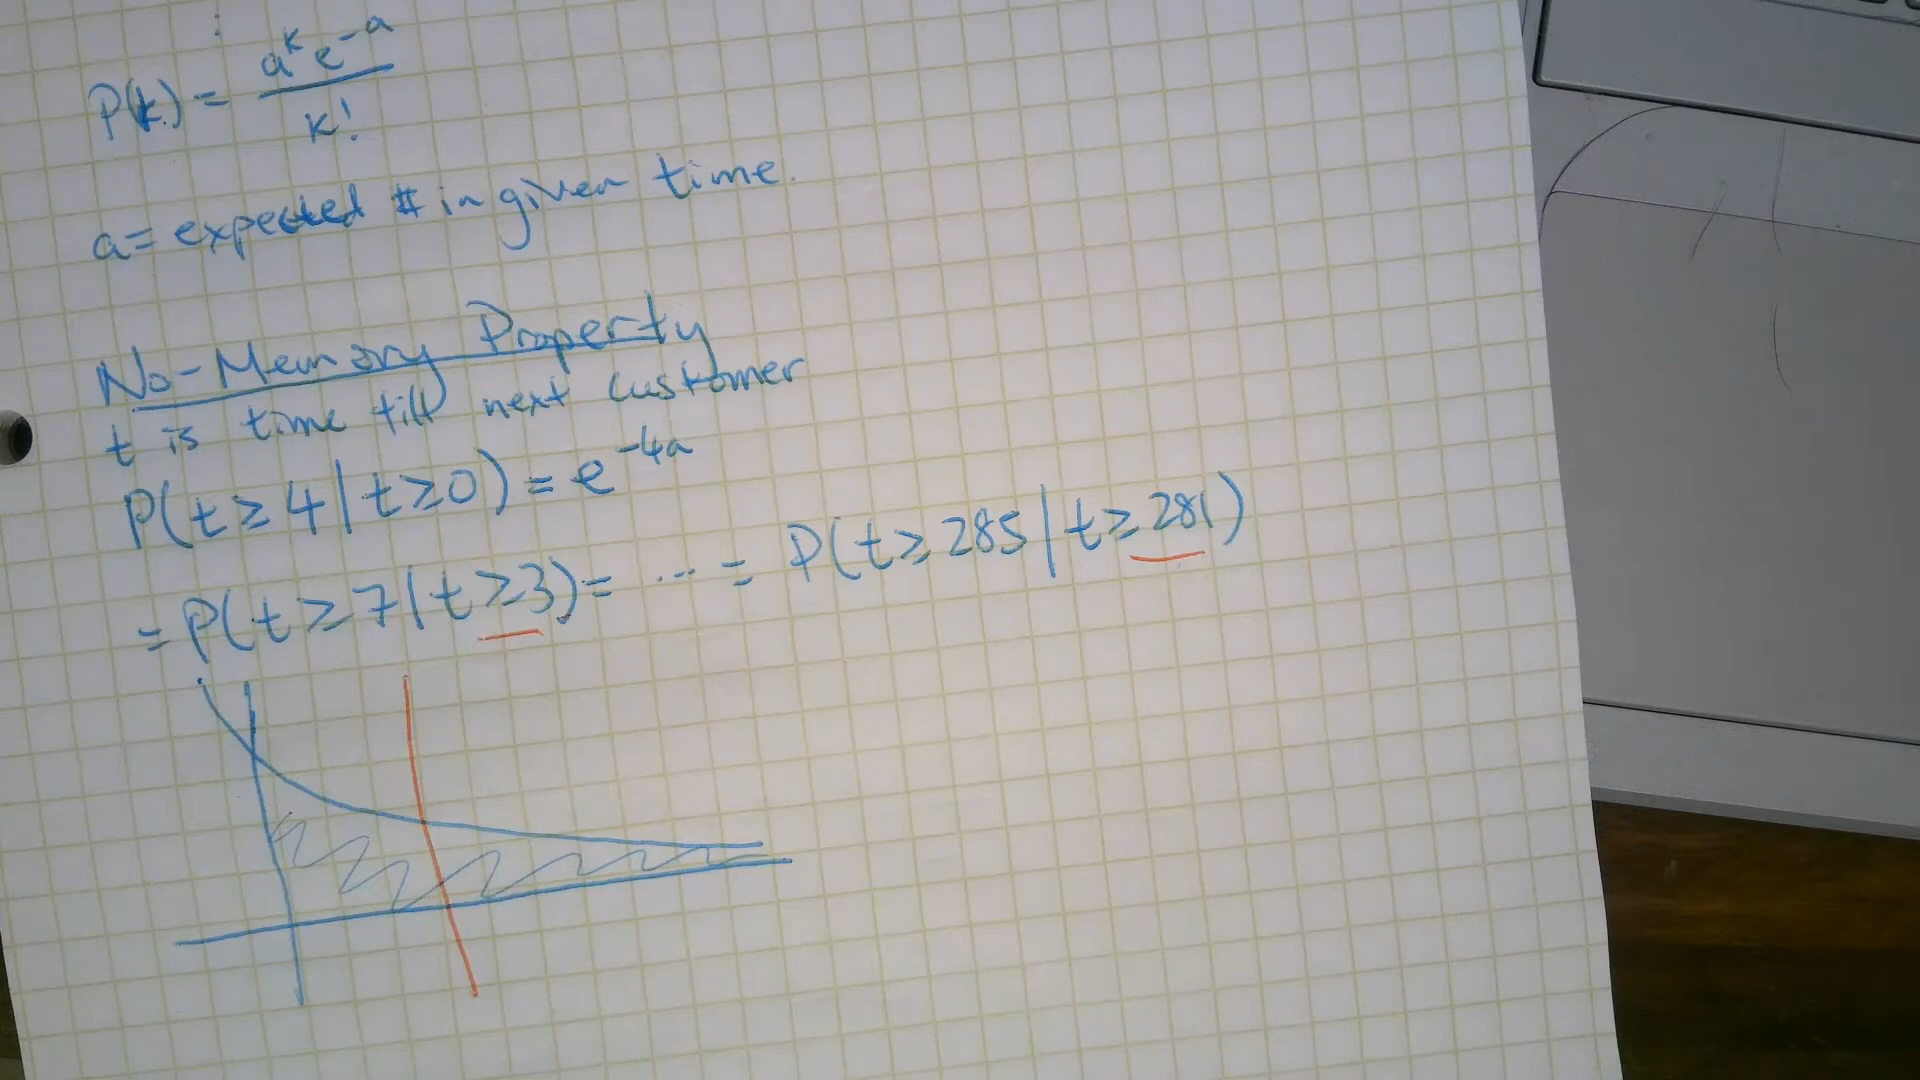 P(k) = a^k e^-a / k!
a = expected # in given time.
No-Memory Property
t is time till next customer
P(t ≥ 4 | t ≥ 0) = e^-4a
= P(t ≥ 7 | t ≥ 3) = ... = P(t ≥ 285 | t ≥ 281)